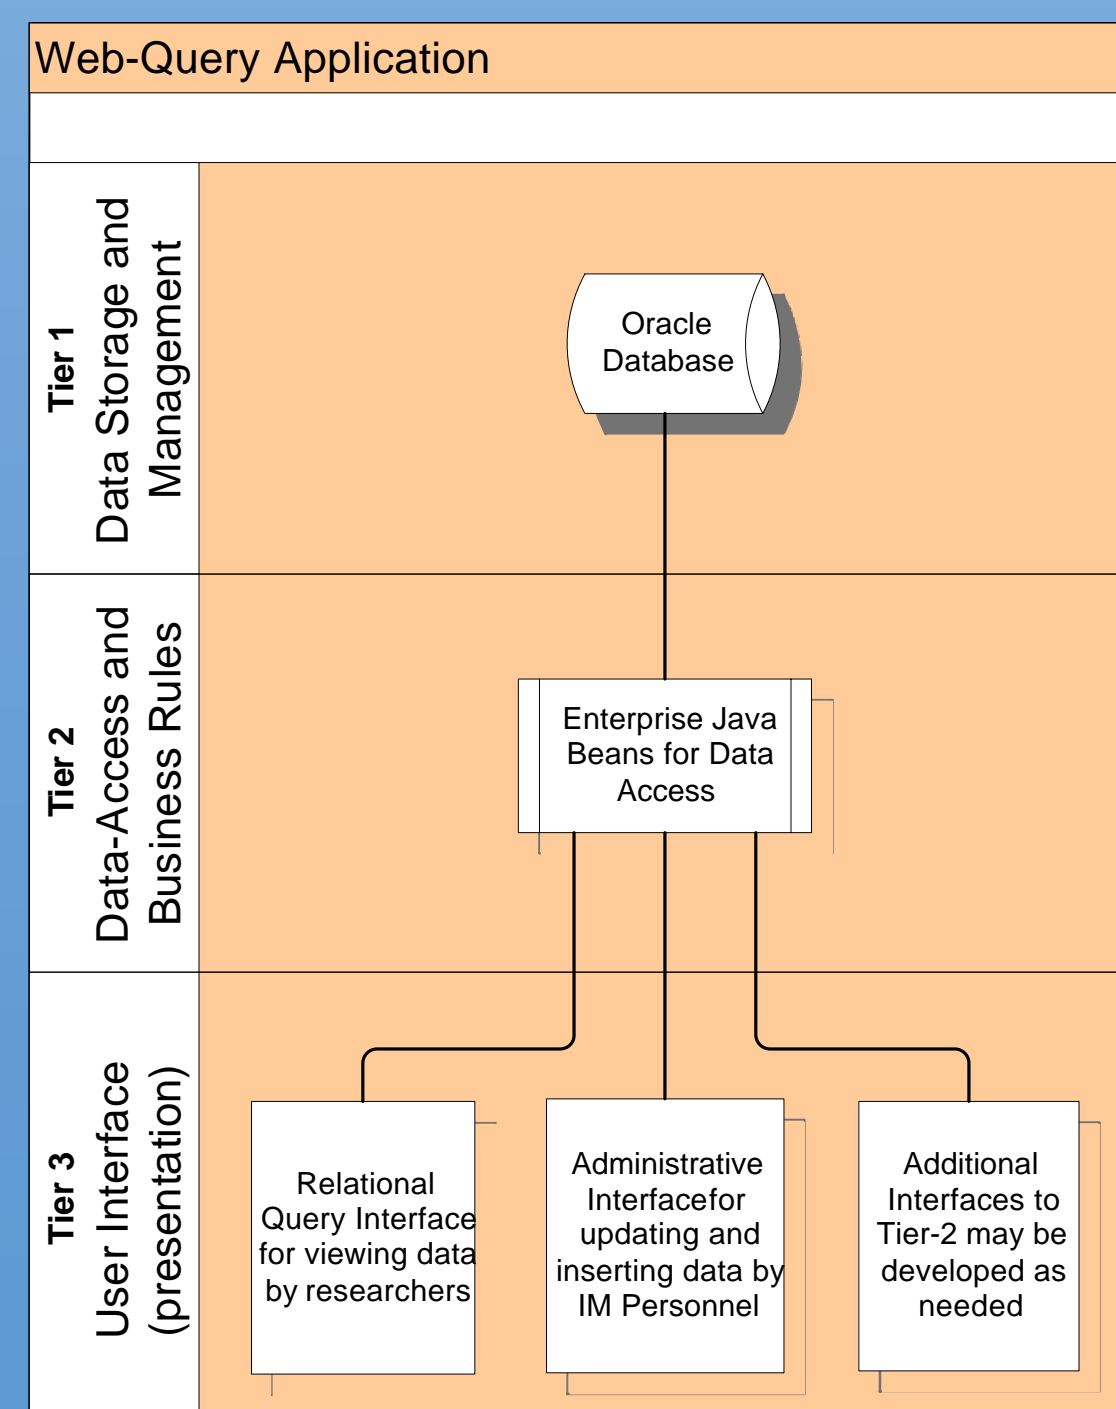 Web-Query Application
Tier 1
Data Storage and
Management
Oracle
Database
Tier 2
Data-Access and
Business Rules
Enterprise Java
Beans for Data
Access
Tier 3
User Interface
(presentation)
Relational
Query Interface
for viewing data
by researchers
Administrative
Interfacefor
updating and
inserting data by
IM Personnel
Additional
Interfaces to
Tier-2 may be
developed as
needed